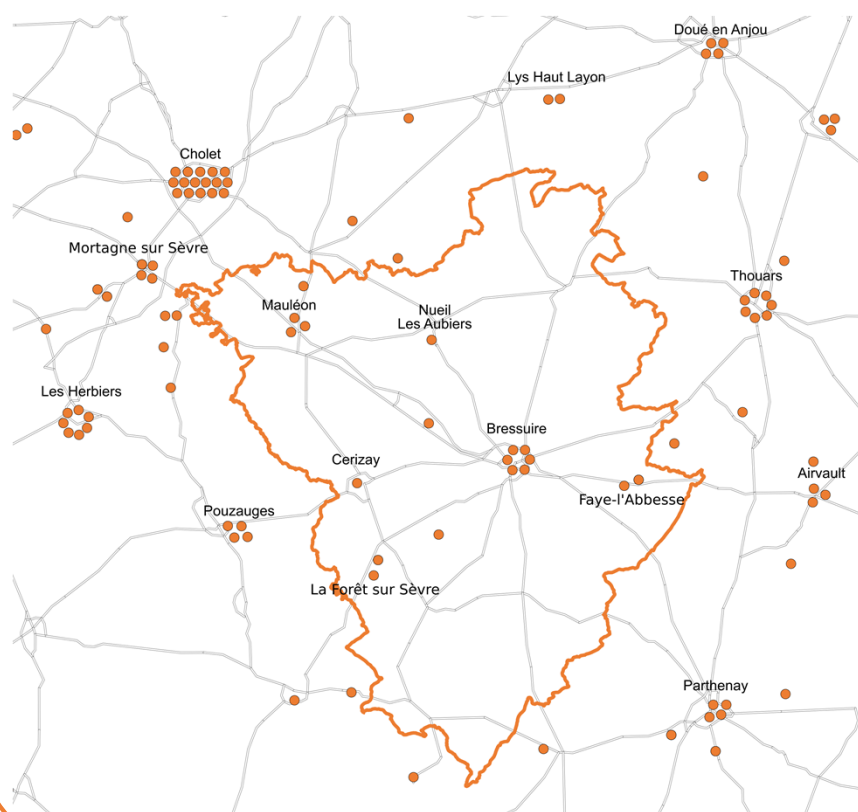 Doué en Anjou
Lys Haut Layon
Cholet
Mortagne sur Sèvre
Thouars
Mauléon
Nueil
Les Aubiers
Les Herbiers
Bressuire
Cerizay
Airvault
Faye-l'Abbesse
Pouzauges
La Forêt sur Sèvre
Parthenay